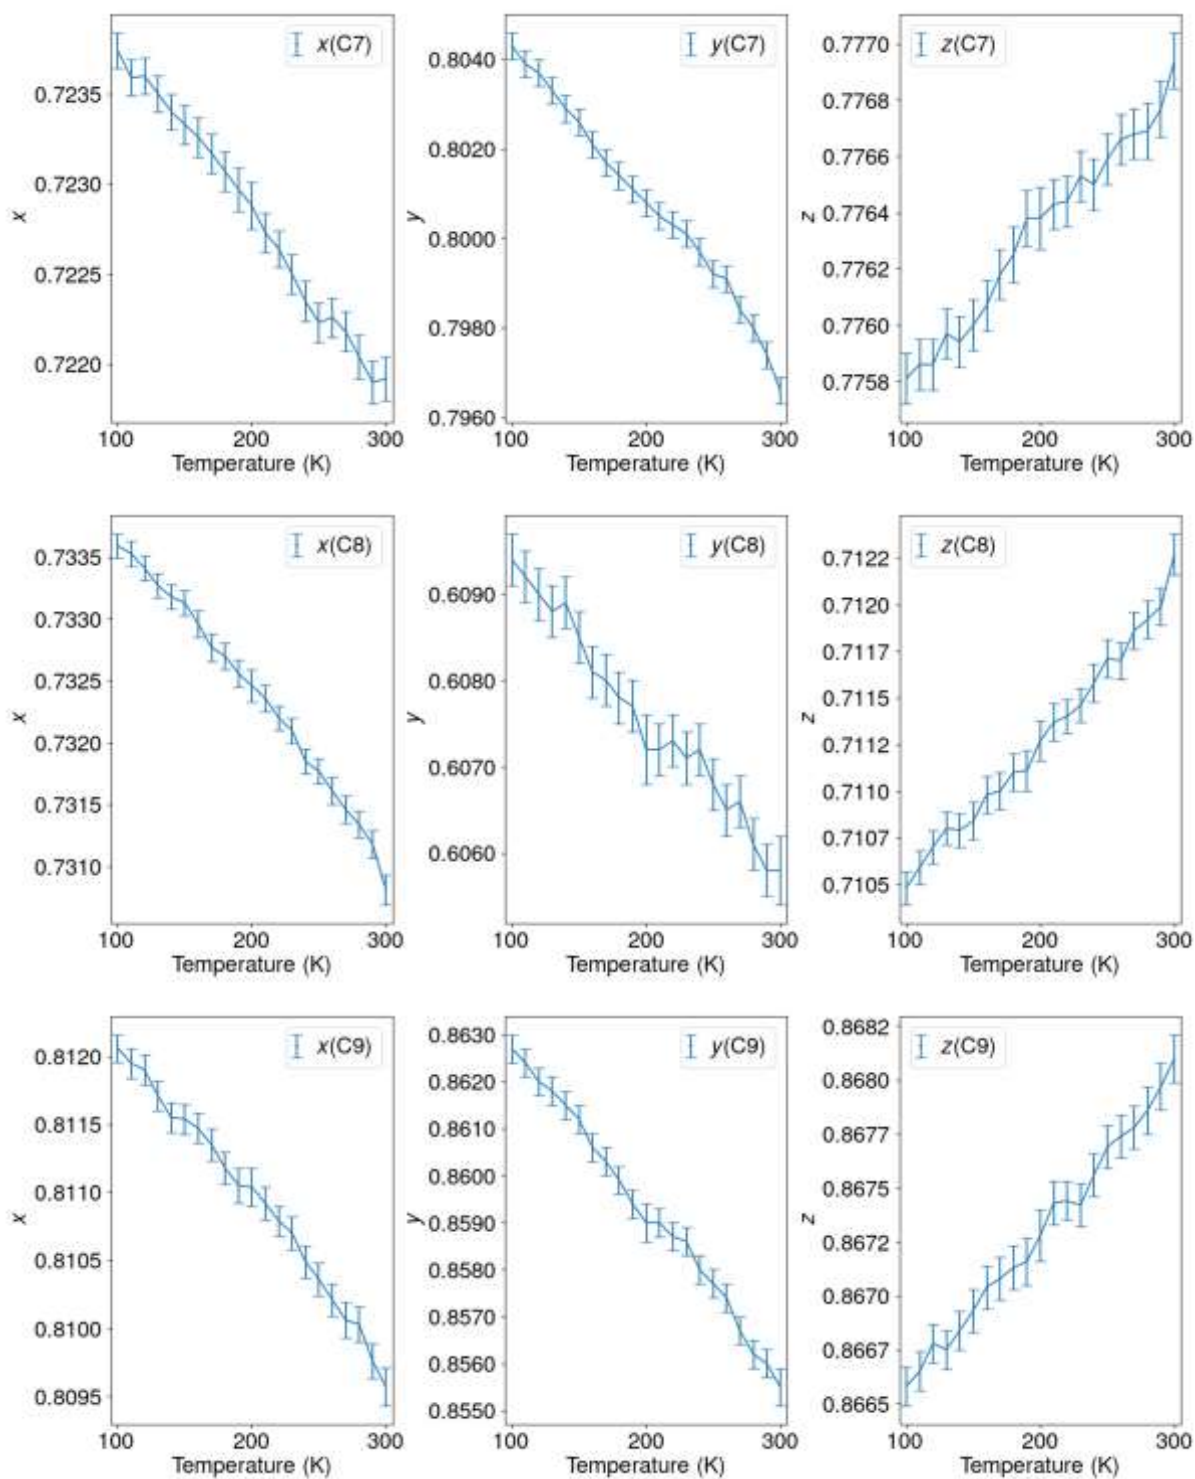 x(C7)
0.7235
0.7230
0.7225
0.7220
x
100 200 300
Temperature (K)
y(C7)
0.8040
0.8020
0.8000
0.7980
0.7960
y
100 200 300
Temperature (K)
z(C7)
0.7770
0.7768
0.7766
0.7764
0.7762
0.7760
0.7758
z
100 200 300
Temperature (K)
x(C8)
0.7335
0.7330
0.7325
0.7320
0.7315
0.7310
x
100 200 300
Temperature (K)
y(C8)
0.6090
0.6080
0.6070
0.6060
y
100 200 300
Temperature (K)
z(C8)
0.7122
0.7120
0.7117
0.7115
0.7112
0.7110
0.7107
0.7105
z
100 200 300
Temperature (K)
x(C9)
0.8120
0.8115
0.8110
0.8105
0.8100
0.8095
x
100 200 300
Temperature (K)
y(C9)
0.8630
0.8620
0.8610
0.8600
0.8590
0.8580
0.8570
0.8560
0.8550
y
100 200 300
Temperature (K)
z(C9)
0.8682
0.8680
0.8677
0.8675
0.8672
0.8670
0.8667
0.8665
z
100 200 300
Temperature (K)